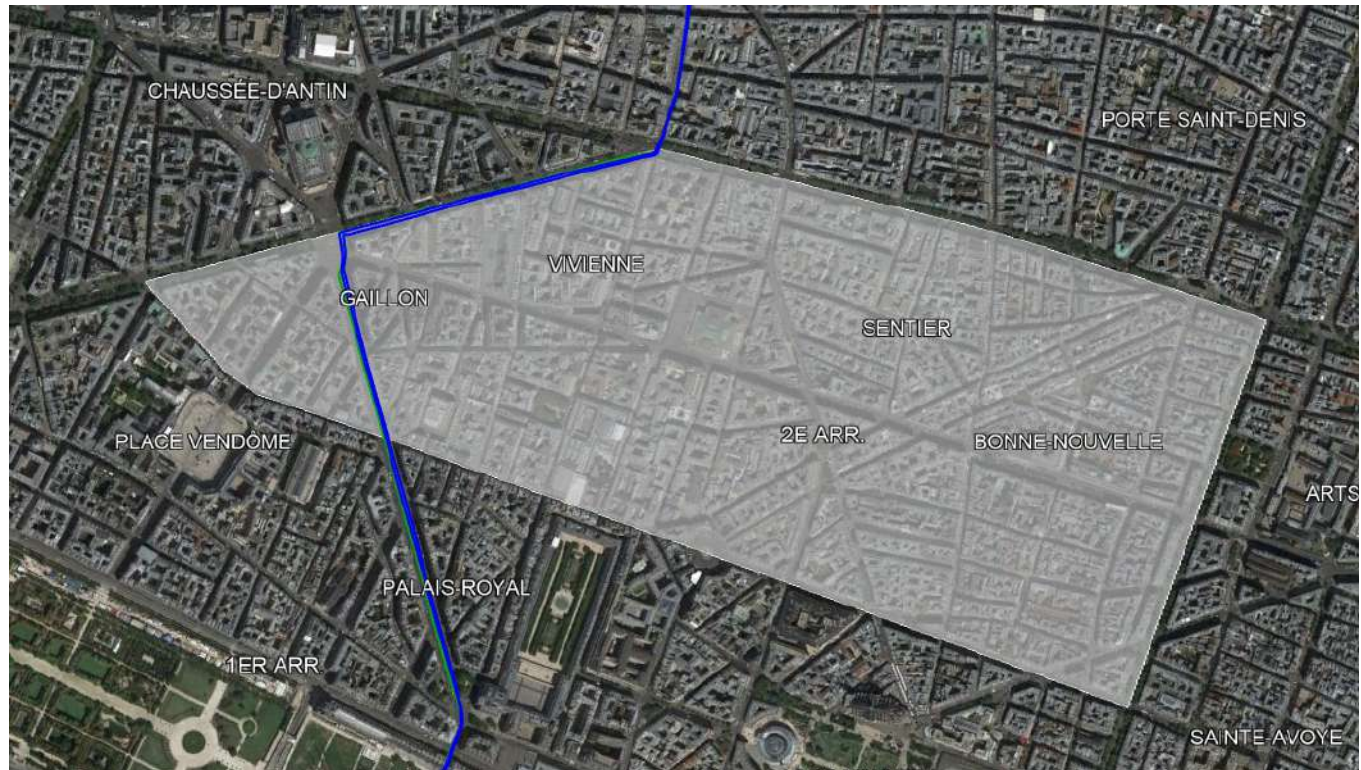 CHAUSSÉE-D'ANTIN
PORTE SAINT-DENIS
VIVIENNE
GAILLON
SENTIER
PLACE VENDÔME
2E ARR.
BONNE-NOUVELLE
ARTS
PALAIS-ROYAL
1ER ARR.
SAINTE-AVOYE